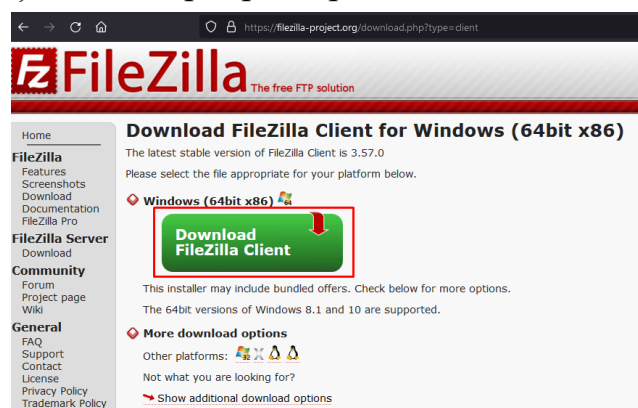 https://filezilla-project.org/download.php?type=client
FileZilla The free FTP solution
Home
FileZilla
Features
Screenshots
Download
Documentation
FileZilla Pro
FileZilla Server
Download
Community
Forum
Project page
Wiki
General
FAQ
Support
Contact
License
Privacy Policy
Trademark Policy
Download FileZilla Client for Windows (64bit x86)
The latest stable version of FileZilla Client is 3.57.0
Please select the file appropriate for your platform below.
Windows (64bit x86) 64
Download
FileZilla Client
This installer may include bundled offers. Check below for more options.
The 64bit versions of Windows 8.1 and 10 are supported.
More download options
Other platforms: 32
Not what you are looking for?
Show additional download options